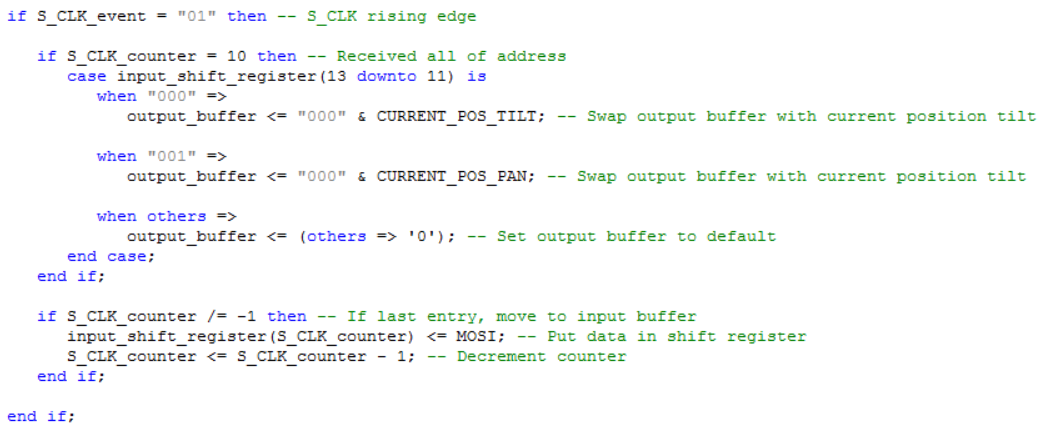 if S_CLK_event = "01" then -- S_CLK rising edge
if S_CLK_counter = 10 then -- Received all of address
case input_shift_register(13 downto 11) is
when "000" =>
output_buffer <= "000" & CURRENT_POS_TILT; -- Swap output buffer with current position tilt
when "001" =>
output_buffer <= "000" & CURRENT_POS_PAN; -- Swap output buffer with current position tilt
when others =>
output_buffer <= (others => '0'); -- Set output buffer to default
end case;
end if;
if S_CLK_counter /= -1 then -- If last entry, move to input buffer
input_shift_register(S_CLK_counter) <= MOSI; -- Put data in shift register
S_CLK_counter <= S_CLK_counter - 1; -- Decrement counter
end if;
end if;